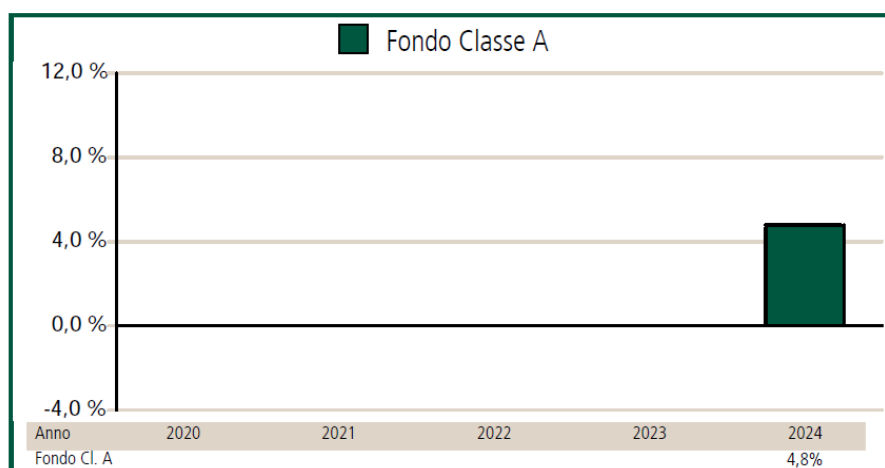 Fondo Classe A
12,0 %
8,0 %
4,0 %
0,0 %
-4,0 %
Anno 2020 2021 2022 2023 2024
Fondo Cl. A 4,8%